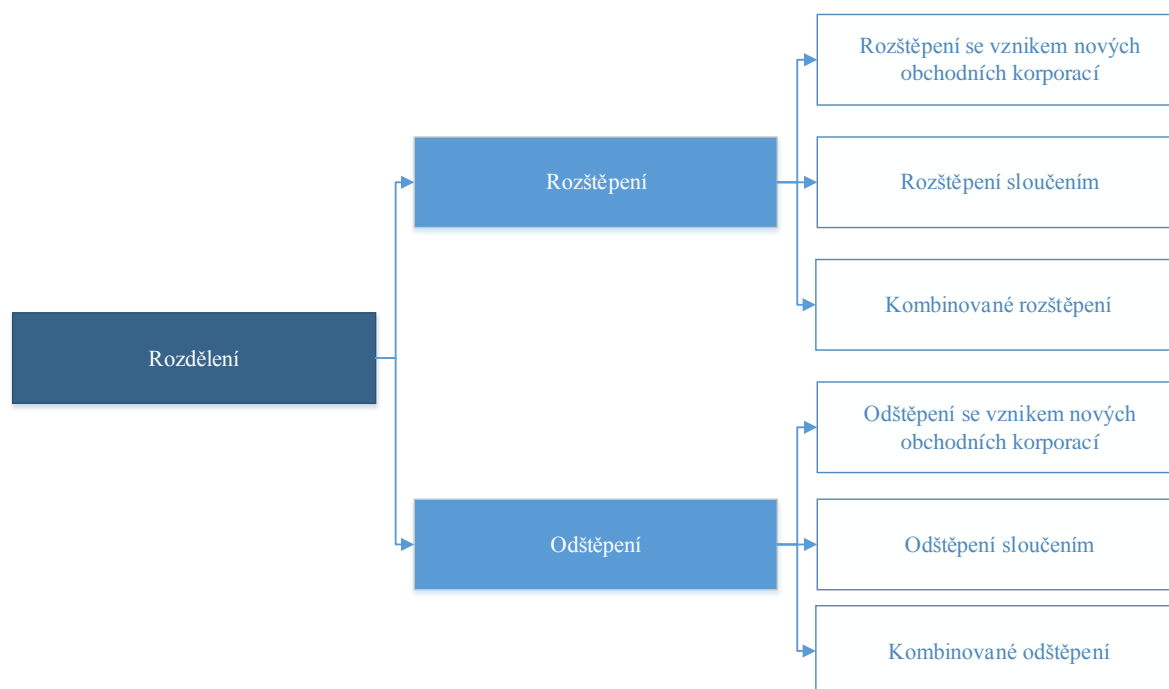 Rozdělení
Rozštěpení
Rozštěpení se vznikem nových
obchodních korporací
Rozštěpení sloučením
Kombinované rozštěpení
Odštěpení
Odštěpení se vznikem nových
obchodních korporací
Odštěpení sloučením
Kombinované odštěpení